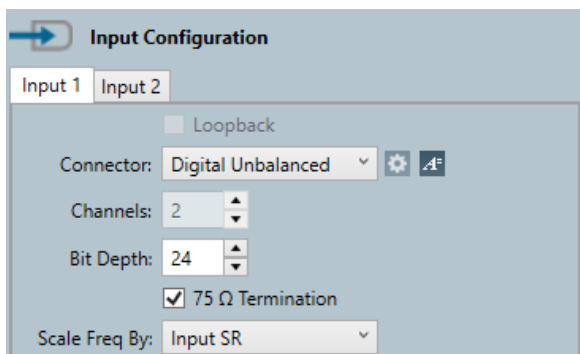 Input Configuration
Input 1 Input 2
Loopback
Connector: Digital Unbalanced
Channels: 2
Bit Depth: 24
75 Ω Termination
Scale Freq By: Input SR